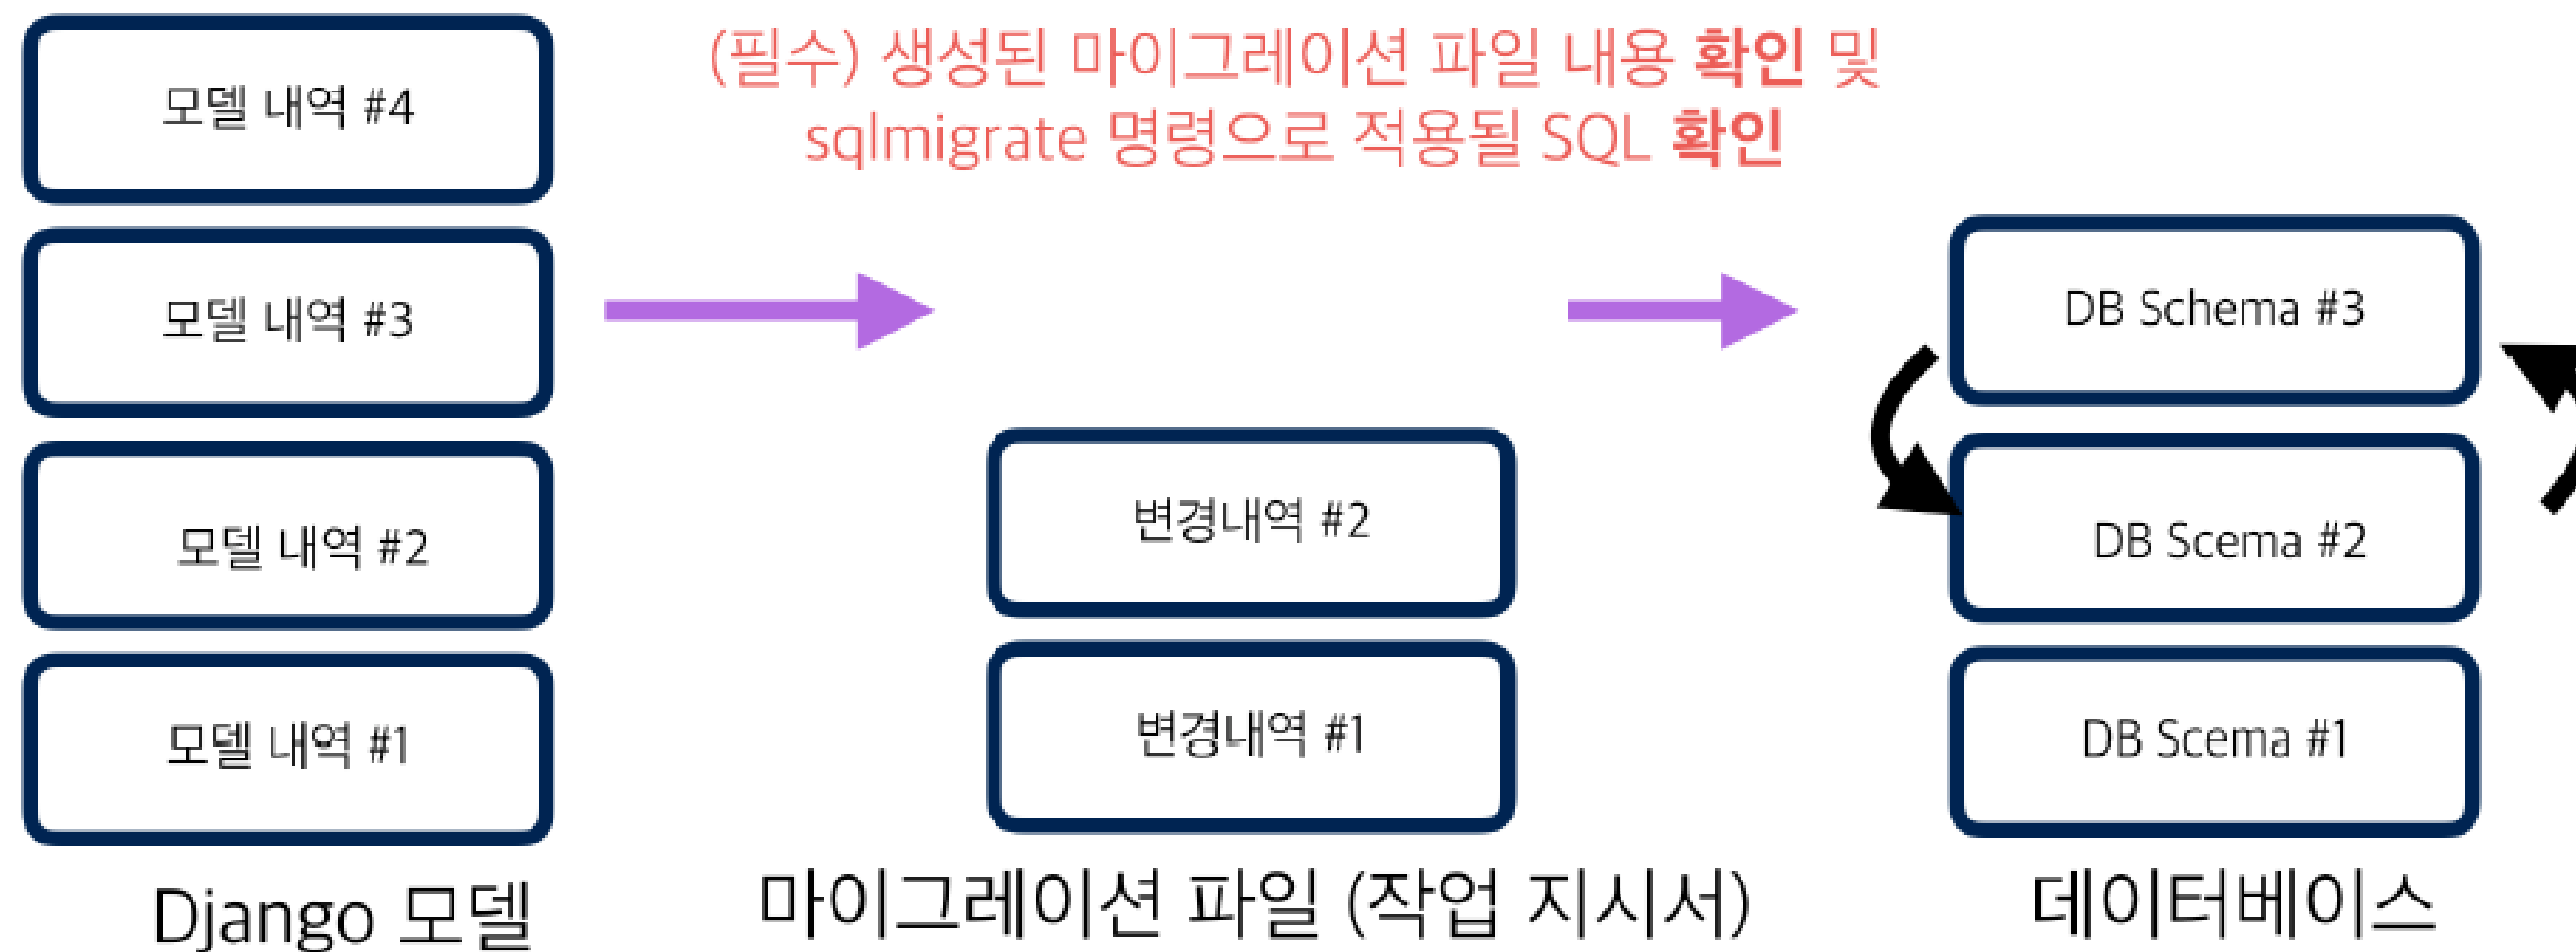 (필수) 생성된 마이그레이션 파일 내용 확인 및
sqlmigrate 명령으로 적용될 SQL 확인
모델 내역 #4
모델 내역 #3
모델 내역 #2
모델 내역 #1
Django 모델
변경내역 #2
변경내역 #1
마이그레이션 파일 (작업 지시서)
DB Schema #3
DB Scema #2
DB Scema #1
데이터베이스